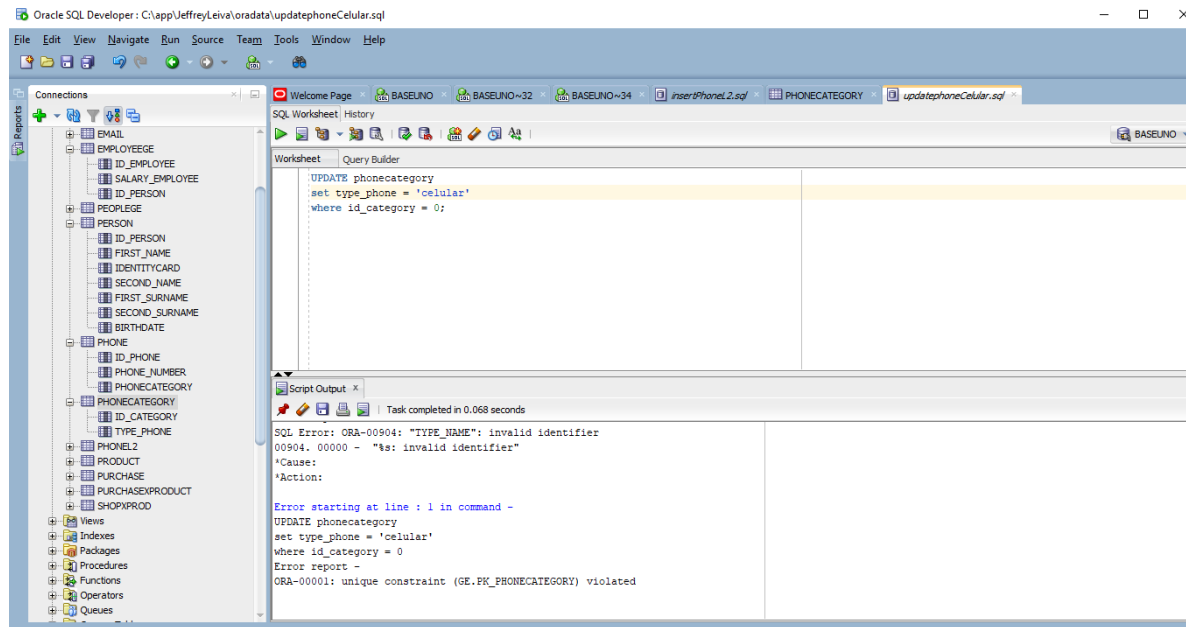 Oracle SQL Developer : C:\app\JeffreyLeiva\oradata\updatephoneCelular.sql
File Edit View Navigate Run Source Team Tools Window Help
Connections
Reports
Welcome Page
BASEUNO
BASEUNO~32
BASEUNO~34
insertPhoneL2.sql
PHONECATEGORY
updatephoneCelular.sql
SQL Worksheet History
BASEUNO
Worksheet Query Builder
EMAIL
EMPLOYEEGE
ID_EMPLOYEE
SALARY_EMPLOYEE
ID_PERSON
PEOPLEGE
PERSON
ID_PERSON
FIRST_NAME
IDENTITYCARD
SECOND_NAME
FIRST_SURNAME
SECOND_SURNAME
BIRTHDATE
PHONE
ID_PHONE
PHONE_NUMBER
PHONECATEGORY
PHONECATEGORY
ID_CATEGORY
TYPE_PHONE
PHONEL2
PRODUCT
PURCHASE
PURCHASEXPRODUCT
SHOPXPROD
Views
Indexes
Packages
Procedures
Functions
Operators
Queues
UPDATE phonecategory
set type_phone = 'celular'
where id_category = 0;
Script Output
Task completed in 0.068 seconds
SQL Error: ORA-00904: "TYPE_NAME": invalid identifier
00904. 00000 - "%s: invalid identifier"
*Cause:
*Action:
Error starting at line : 1 in command -
UPDATE phonecategory
set type_phone = 'celular'
where id_category = 0
Error report -
ORA-00001: unique constraint (GE.PK_PHONECATEGORY) violated